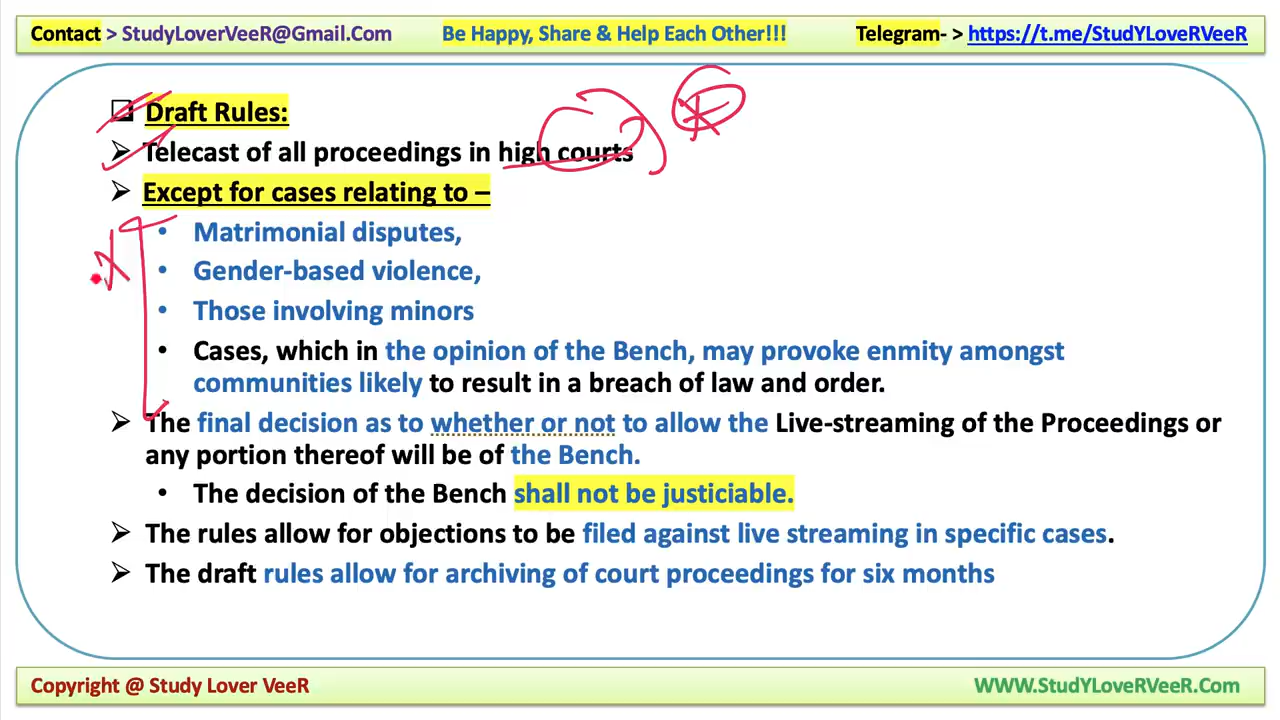 Contact > StudyLoverVeeR@Gmail.Com Be Happy, Share & Help Each Other!!! Telegram- > https://t.me/StudYLoveRVeeR
Draft Rules:
Telecast of all proceedings in high courts
Except for cases relating to –
Matrimonial disputes,
Gender-based violence,
Those involving minors
Cases, which in the opinion of the Bench, may provoke enmity amongst
communities likely to result in a breach of law and order.
The final decision as to whether or not to allow the Live-streaming of the Proceedings or
any portion thereof will be of the Bench.
The decision of the Bench shall not be justiciable.
The rules allow for objections to be filed against live streaming in specific cases.
The draft rules allow for archiving of court proceedings for six months
Copyright @ Study Lover VeeR WWW.StudYLoveRVeeR.Com